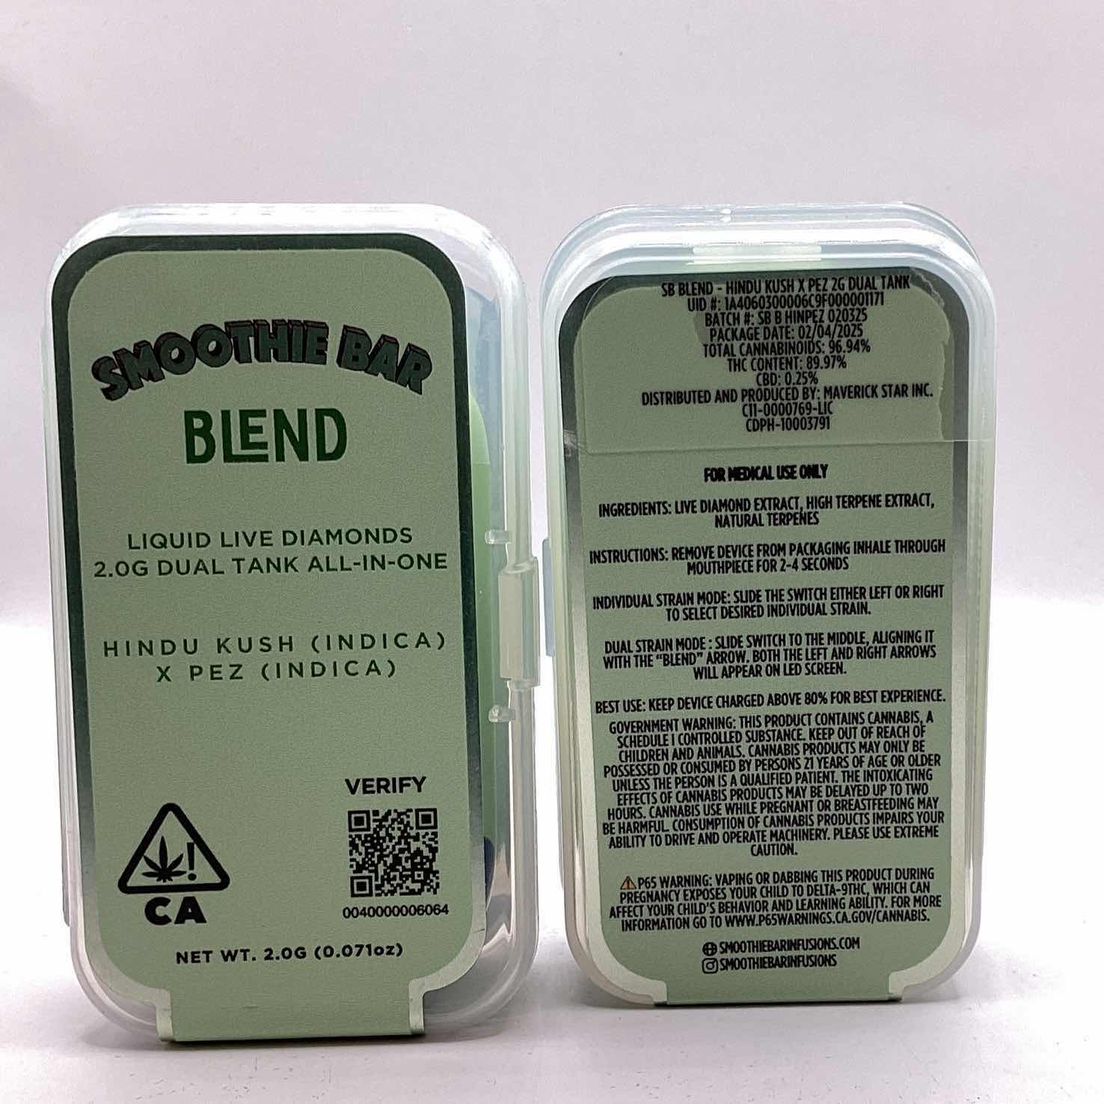 SMOOTHIE BAR
BLEND
LIQUID LIVE DIAMONDS
2.0G DUAL TANK ALL-IN-ONE
HINDU KUSH (INDICA)
X PEZ (INDICA)
VERIFY
CA
0040000006064
NET WT. 2.0G (0.071oz)
SB BLEND - HINDU KUSH X PEZ 2G DUAL TANK
UID #: 1A4060300006C9F000001171
BATCH #: SB B HINPEZ 020325
PACKAGE DATE: 02/04/2025
TOTAL CANNABINOIDS: 96.94%
THC CONTENT: 89.97%
CBD: 0.25%
DISTRIBUTED AND PRODUCED BY: MAVERICK STAR INC.
C11-0000769-LIC
CDPH-10003791
FOR MEDICAL USE ONLY
INGREDIENTS: LIVE DIAMOND EXTRACT, HIGH TERPENE EXTRACT,
NATURAL TERPENES
INSTRUCTIONS: REMOVE DEVICE FROM PACKAGING INHALE THROUGH
MOUTHPIECE FOR 2-4 SECONDS
INDIVIDUAL STRAIN MODE: SLIDE THE SWITCH EITHER LEFT OR RIGHT
TO SELECT DESIRED INDIVIDUAL STRAIN.
DUAL STRAIN MODE : SLIDE SWITCH TO THE MIDDLE, ALIGNING IT
WITH THE "BLEND" ARROW. BOTH THE LEFT AND RIGHT ARROWS
WILL APPEAR ON LED SCREEN.
BEST USE: KEEP DEVICE CHARGED ABOVE 80% FOR BEST EXPERIENCE.
GOVERNMENT WARNING: THIS PRODUCT CONTAINS CANNABIS, A
SCHEDULE I CONTROLLED SUBSTANCE. KEEP OUT OF REACH OF
CHILDREN AND ANIMALS. CANNABIS PRODUCTS MAY ONLY BE
POSSESSED OR CONSUMED BY PERSONS 21 YEARS OF AGE OR OLDER
UNLESS THE PERSON IS A QUALIFIED PATIENT. THE INTOXICATING
EFFECTS OF CANNABIS PRODUCTS MAY BE DELAYED UP TO TWO
HOURS. CANNABIS USE WHILE PREGNANT OR BREASTFEEDING MAY
BE HARMFUL. CONSUMPTION OF CANNABIS PRODUCTS IMPAIRS YOUR
ABILITY TO DRIVE AND OPERATE MACHINERY. PLEASE USE EXTREME
CAUTION.
P65 WARNING: VAPING OR DABBING THIS PRODUCT DURING
PREGNANCY EXPOSES YOUR CHILD TO DELTA-9THC, WHICH CAN
AFFECT YOUR CHILD'S BEHAVIOR AND LEARNING ABILITY. FOR MORE
INFORMATION GO TO WWW.P65WARNINGS.CA.GOV/CANNABIS.
SMOOTHIEBARINFUSIONS.COM
SMOOTHIEBARINFUSIONS